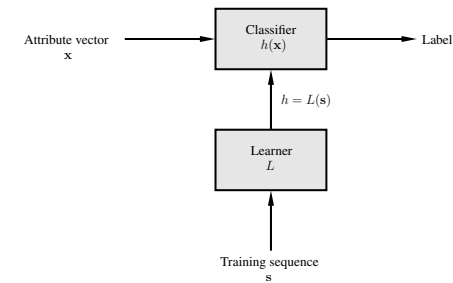 Classifier
h(x)
Attribute vector
x
Label
h = L(s)
Learner
L
Training sequence
s